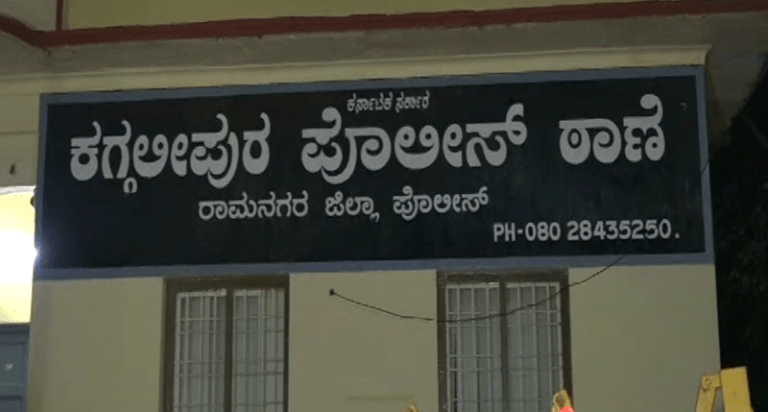 ಕರ್ನಾಟಕ ಸರ್ಕಾರ
ಕಗ್ಗಲೀಪುರ ಪೊಲೀಸ್ ಠಾಣೆ
ರಾಮನಗರ ಜಿಲ್ಲಾ ಪೊಲೀಸ್
PH-080 28435250.